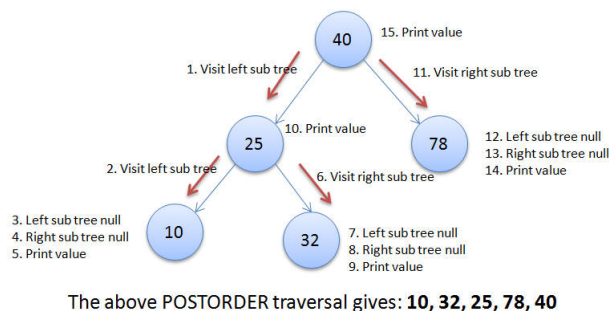 40
15. Print value
1. Visit left sub tree
11. Visit right sub tree
25
10. Print value
78
12. Left sub tree null
13. Right sub tree null
14. Print value
2. Visit left sub tree
6. Visit right sub tree
3. Left sub tree null
4. Right sub tree null
5. Print value
10
32
7. Left sub tree null
8. Right sub tree null
9. Print value
The above POSTORDER traversal gives: 10, 32, 25, 78, 40